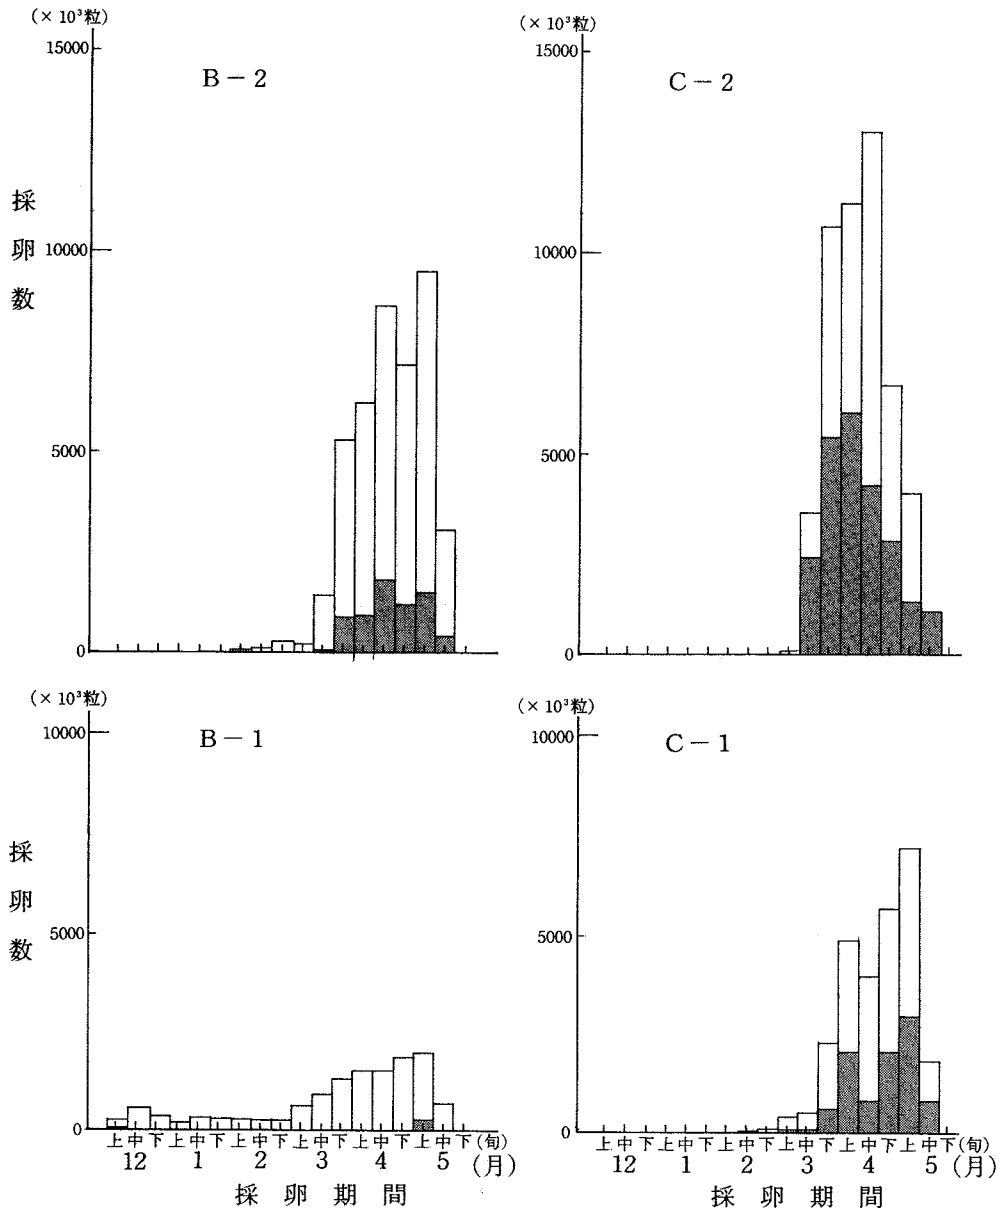 (× 10³粒)
15000
B－2
10000
5000
0
採卵数
(× 10³粒)
15000
C－2
10000
5000
0
(× 10³粒)
10000
B－1
5000
0
採卵数
上 中 下 上 中 下 上 中 下 上 中 下 上 中 下 上 中 下 (旬)
12 1 2 3 4 5 (月)
採卵期間
(× 10³粒)
10000
C－1
5000
0
上 中 下 上 中 下 上 中 下 上 中 下 上 中 下 上 中 下 (旬)
12 1 2 3 4 5 (月)
採卵期間